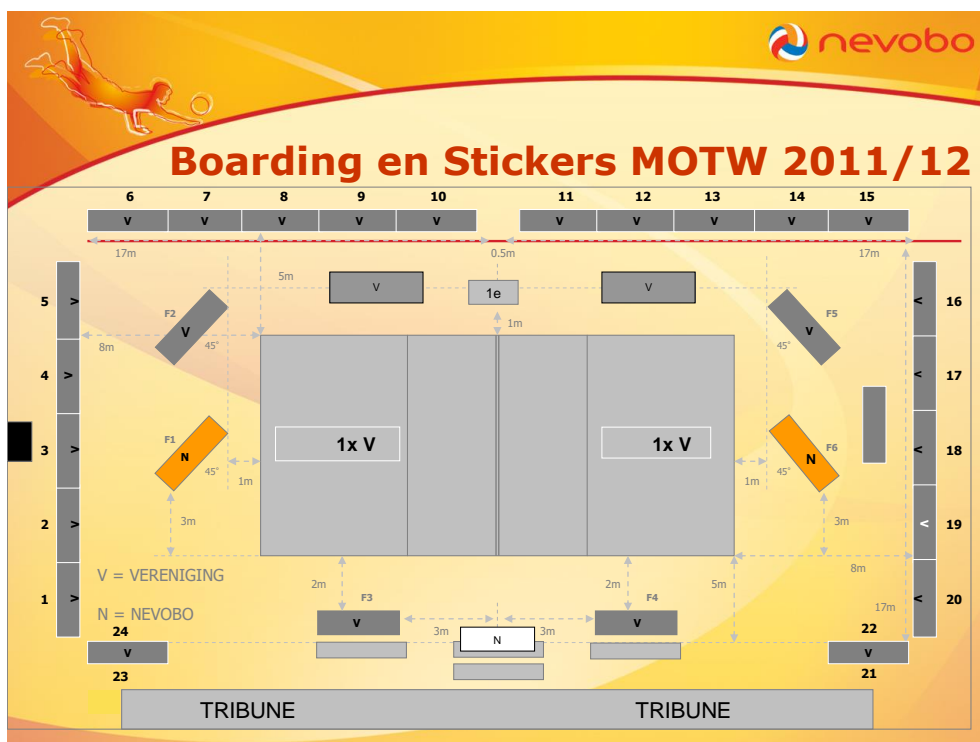 nevobo
Boarding en Stickers MOTW 2011/12
6 7 8 9 10 11 12 13 14 15
V V V V V V V V V V
17m 0.5m 17m
5m V 1e V
5 V 16
F2 V 45° 1m F5 V 45°
8m
4 V 17
F1 N 45° 1x V 1x V F6 N 45°
3 V 18
1m 1m
2 V 3m 3m 19
V = VERENIGING 2m 2m 5m 8m
1 V 17m 20
N = NEVOBO F3 V 3m N 3m F4 V
24 22
V V
23 21
TRIBUNE TRIBUNE